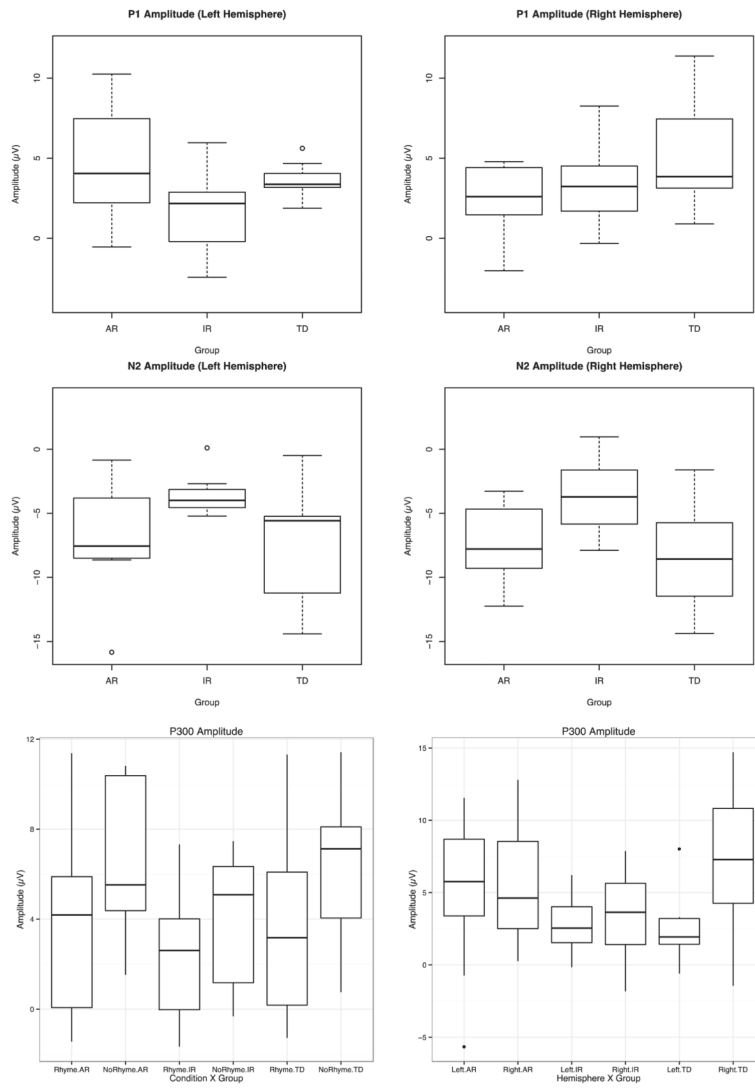 P1 Amplitude (Left Hemisphere)
Amplitude (µV)
10
5
0
AR IR TD
Group
P1 Amplitude (Right Hemisphere)
Amplitude (µV)
10
5
0
AR IR TD
Group
N2 Amplitude (Left Hemisphere)
Amplitude (µV)
0
−5
−10
−15
AR IR TD
Group
N2 Amplitude (Right Hemisphere)
Amplitude (µV)
0
−5
−10
−15
AR IR TD
Group
P300 Amplitude
Amplitude (µV)
12
8
4
0
Rhyme.AR NoRhyme.AR Rhyme.IR NoRhyme.IR Rhyme.TD NoRhyme.TD
Condition X Group
P300 Amplitude
Amplitude (µV)
15
10
5
0
−5
Left.AR Right.AR Left.IR Right.IR Left.TD Right.TD
Hemisphere X Group